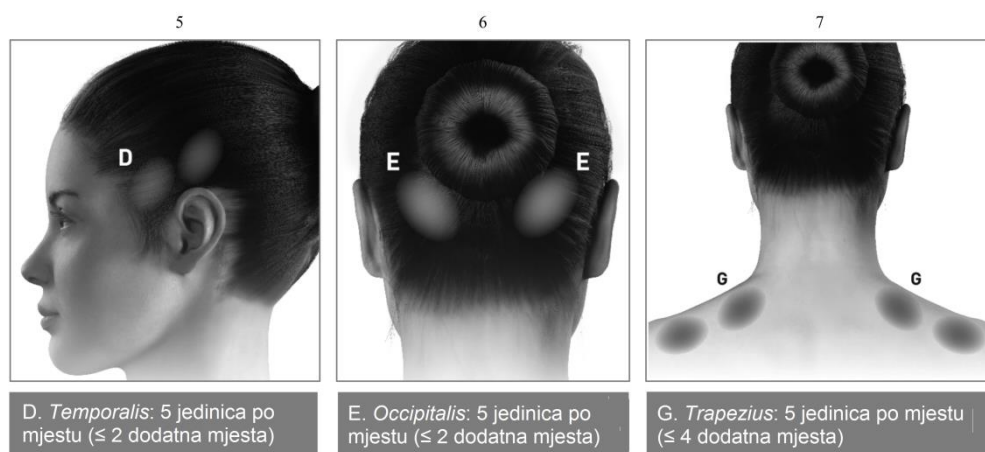 5
6
7
D
E
E
G
G
D. Temporalis: 5 jedinica po
mjestu (≤ 2 dodatna mjesta)
E. Occipitalis: 5 jedinica po
mjestu (≤ 2 dodatna mjesta)
G. Trapezius: 5 jedinica po mjestu
(≤ 4 dodatna mjesta)